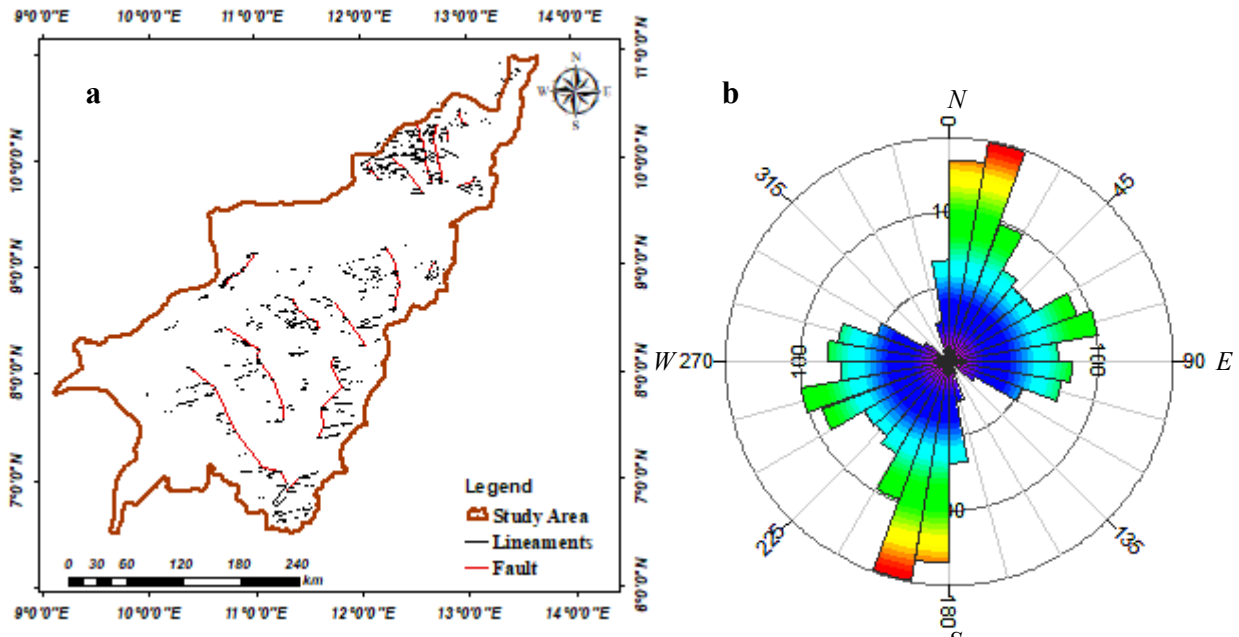 9°0'0"E 10°0'0"E 11°0'0"E 12°0'0"E 13°0'0"E 14°0'0"E
a
N
W E
S
11°0'0"N 11°0'0"N
10°0'0"N 10°0'0"N
9°0'0"N 9°0'0"N
8°0'0"N 8°0'0"N
7°0'0"N 7°0'0"N
6°0'0"N
Legend
Study Area
Lineaments
Fault
0 30 60 120 180 240
km
9°0'0"E 10°0'0"E 11°0'0"E 12°0'0"E 13°0'0"E 14°0'0"E
b
N
0
315 45
10
W 270 100 100 90 E
225 135
180
S